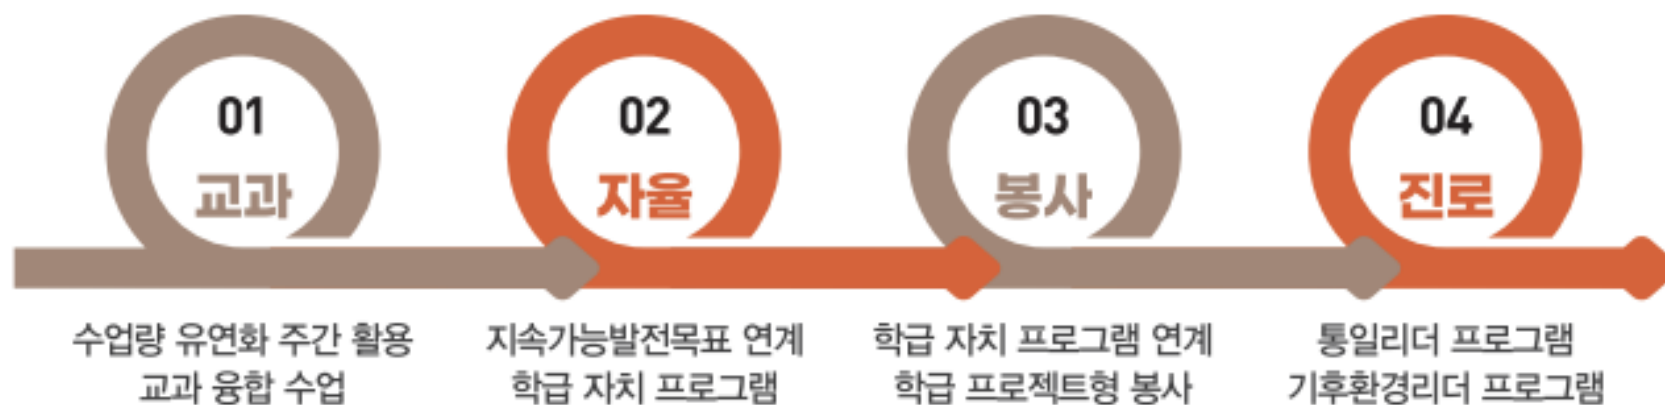 01
교과
수업량 유연화 주간 활용
교과 융합 수업
02
자율
지속가능발전목표 연계
학급 자치 프로그램
03
봉사
학급 자치 프로그램 연계
학급 프로젝트형 봉사
04
진로
통일리더 프로그램
기후환경리더 프로그램